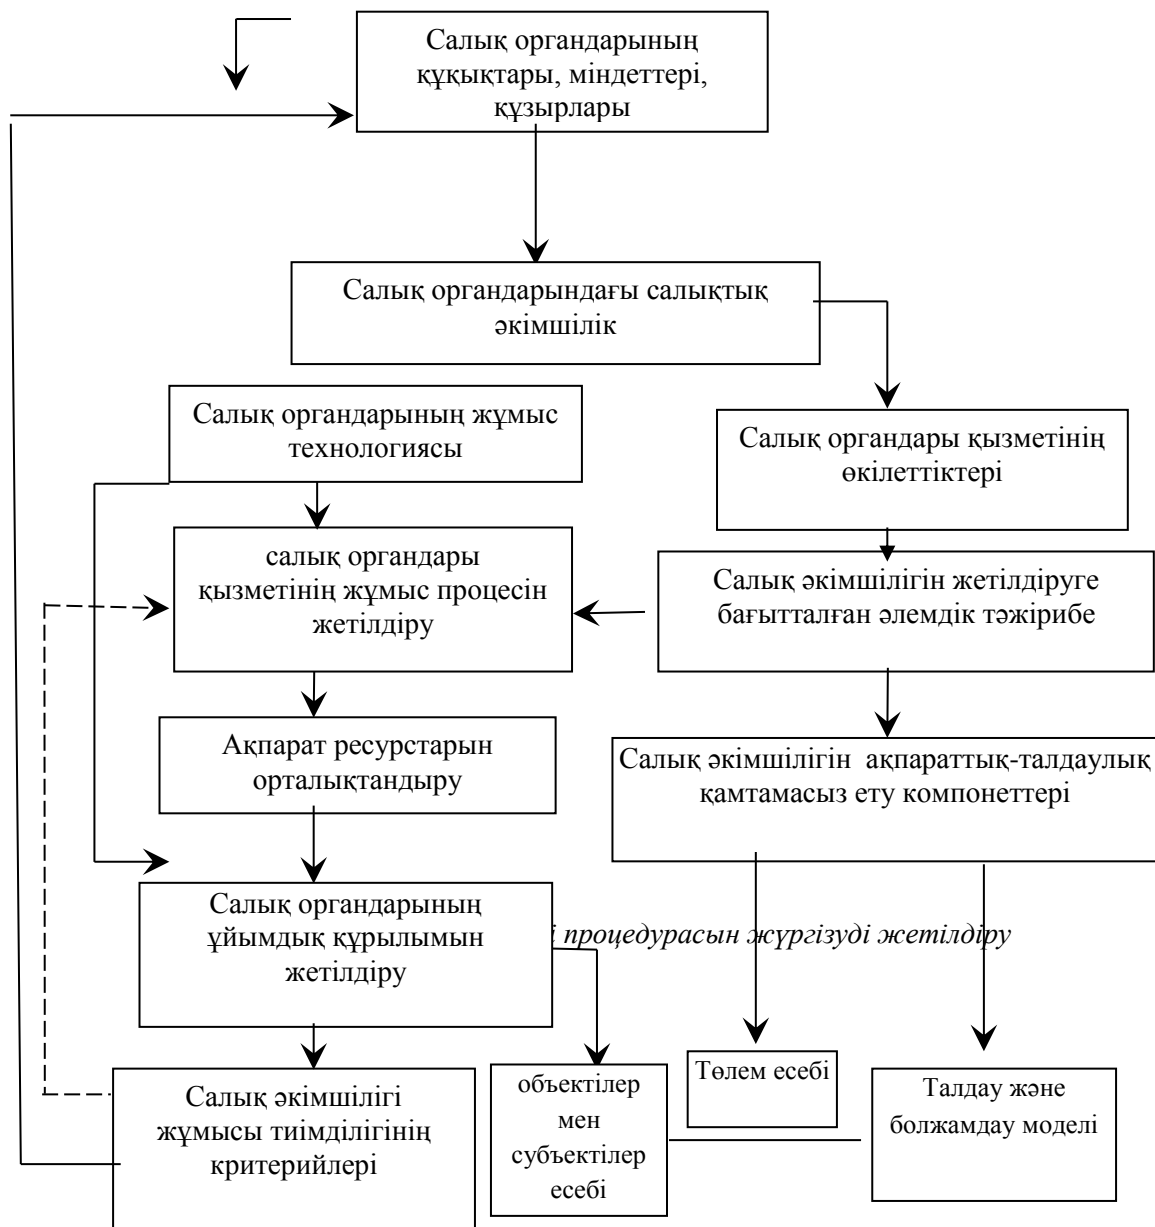 Салық органдарының
құқықтары, міндеттері,
құзырлары
Салық органдарындағы салықтық
әкімшілік
Салық органдарының жұмыс
технологиясы
Салық органдары қызметінің
өкілеттіктері
салық органдары
қызметінің жұмыс процесін
жетілдіру
Салық әкімшілігін жетілдіруге
бағытталған әлемдік тәжірибе
Ақпарат ресурстарын
орталықтандыру
Салық әкімшілігін ақпараттық-талдаулық
қамтамасыз ету компонеттері
Салық органдарының
ұйымдық құрылымын
жетілдіру
процедурасын жүргізуді жетілдіру
Салық әкімшілігі
жұмысы тиімділігінің
критерийлері
объектілер
мен
субъектілер
есебі
Төлем есебі
Талдау және
болжамдау моделі